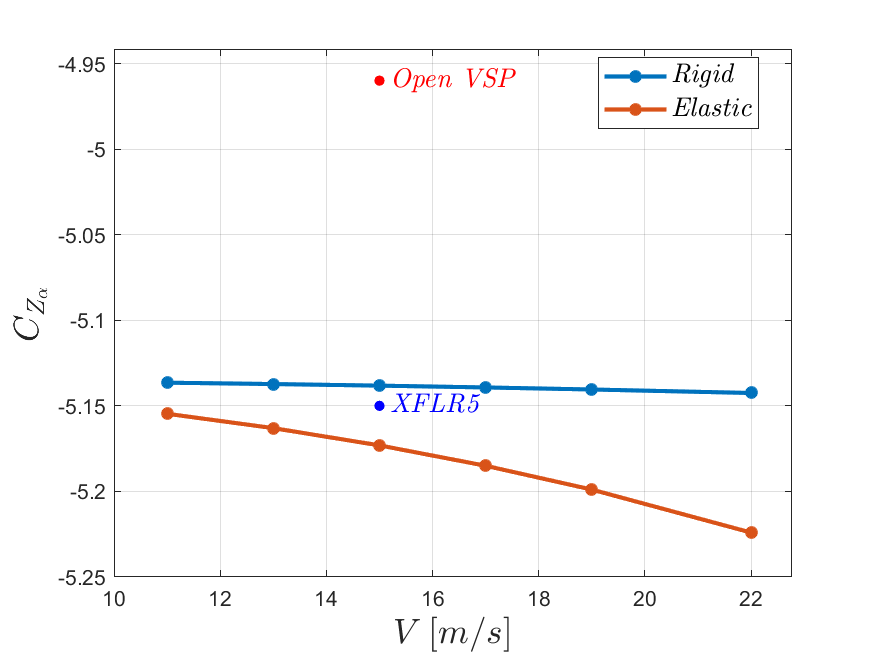 -4.95
-5
-5.05
-5.1
-5.15
-5.2
-5.25
10
12
14
16
18
20
22
V [m/s]
C_{Z_α}
Open VSP
XFLR5
Rigid
Elastic